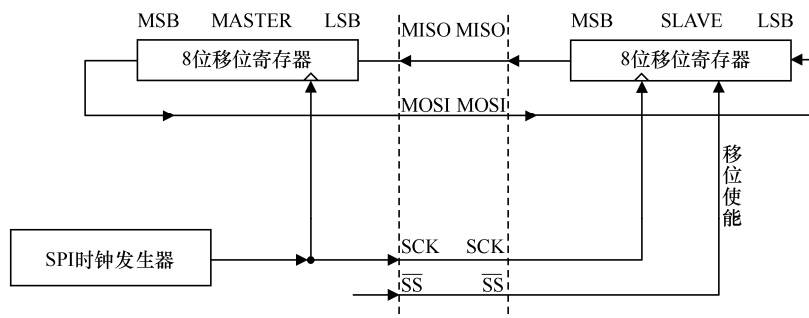 MSB MASTER LSB
MISO MISO
MSB SLAVE LSB
8位移位寄存器
8位移位寄存器
MOSI MOSI
移位使能
SPI时钟发生器
SCK SCK
SS SS